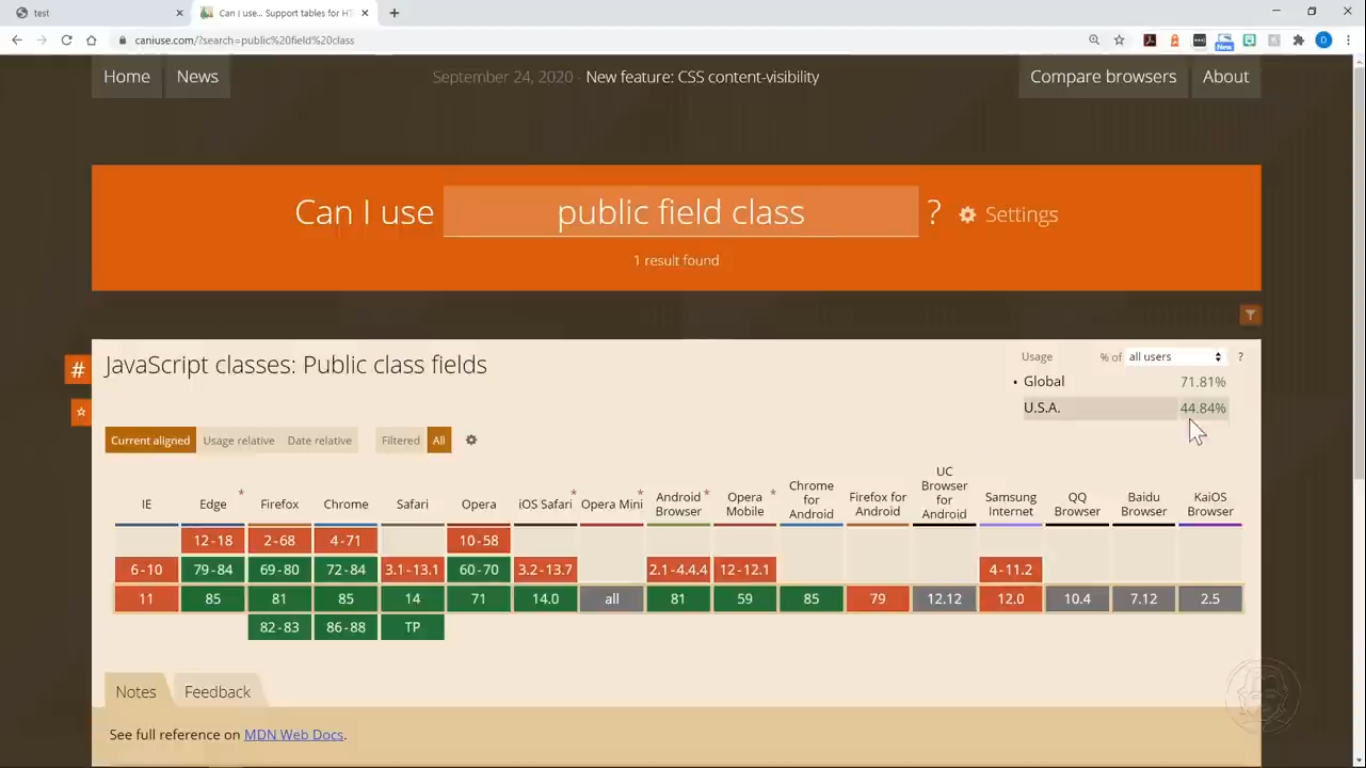 test
Can I use... Support tables for HT
caniuse.com/?search=public%20field%20class
New
D
Home News September 24, 2020 - New feature: CSS content-visibility Compare browsers About
Can I use public field class ? Settings
1 result found
#
JavaScript classes: Public class fields
Usage % of all users ?
Global 71.81%
U.S.A. 44.84%
Current aligned Usage relative Date relative Filtered All
IE Edge * Firefox Chrome Safari Opera iOS Safari * Opera Mini * Android Browser * Opera Mobile * Chrome for Android Firefox for Android UC Browser for Android Samsung Internet QQ Browser Baidu Browser KaiOS Browser
12-18 2-68 4-71 10-58
6-10 79-84 69-80 72-84 3.1-13.1 60-70 3.2-13.7 2.1-4.4.4 12-12.1 4-11.2
11 85 81 85 14 71 14.0 all 81 59 85 79 12.12 12.0 10.4 7.12 2.5
82-83 86-88 TP
Notes Feedback
See full reference on MDN Web Docs.